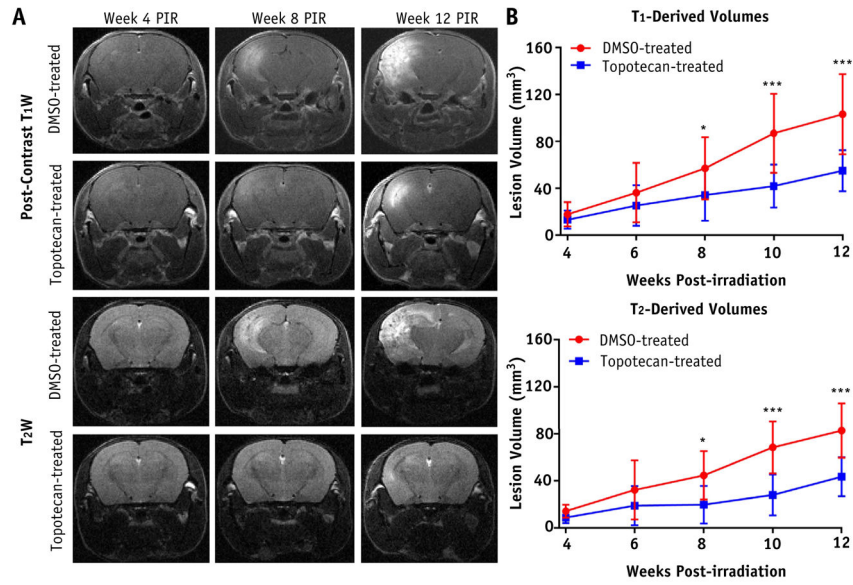 A
Week 4 PIR
Week 8 PIR
Week 12 PIR
Post-Contrast T1W
DMSO-treated
Topotecan-treated
T2W
DMSO-treated
Topotecan-treated
B
T1-Derived Volumes
DMSO-treated
Topotecan-treated
Lesion Volume (mm³)
160
120
80
40
0
*
***
***
4
6
8
10
12
Weeks Post-irradiation
T2-Derived Volumes
DMSO-treated
Topotecan-treated
Lesion Volume (mm³)
160
120
80
40
0
*
***
***
4
6
8
10
12
Weeks Post-irradiation